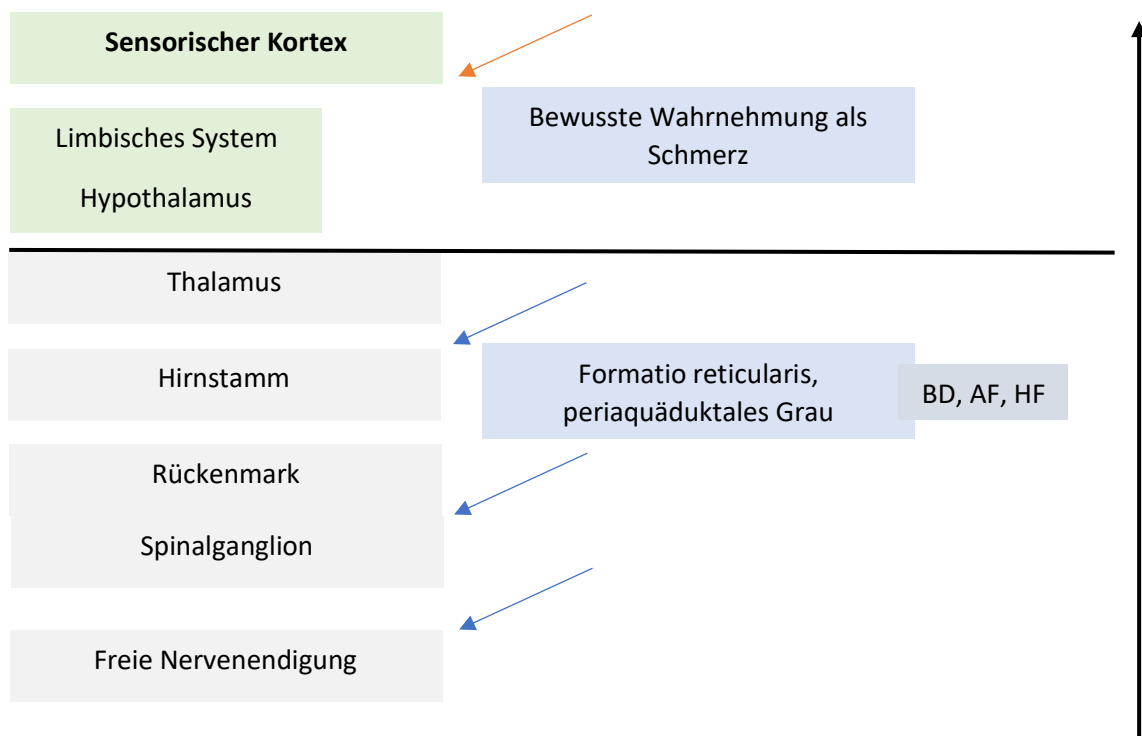 Sensorischer Kortex
Limbisches System
Hypothalamus
Bewusste Wahrnehmung als
Schmerz
Thalamus
Hirnstamm
Formatio reticularis,
periaquäduktales Grau
BD, AF, HF
Rückenmark
Spinalganglion
Freie Nervenendigung